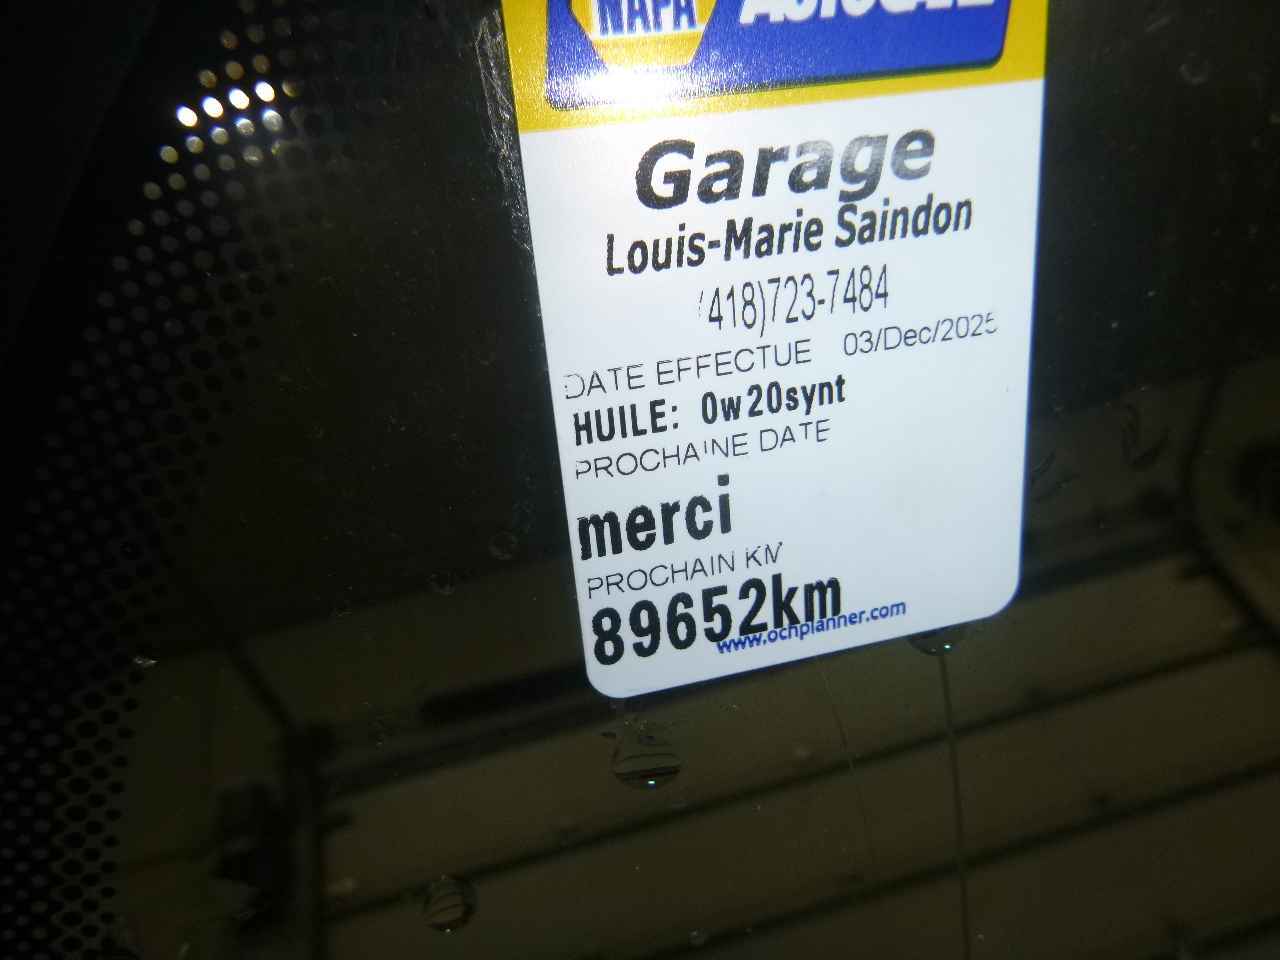 NAPA AUTOCARE
Garage
Louis-Marie Saindon
(418)723-7484
DATE EFFECTUE 03/Dec/2025
HUILE: 0w20synt
PROCHAINE DATE
merci
PROCHAIN KM
89652km
www.ochplanner.com